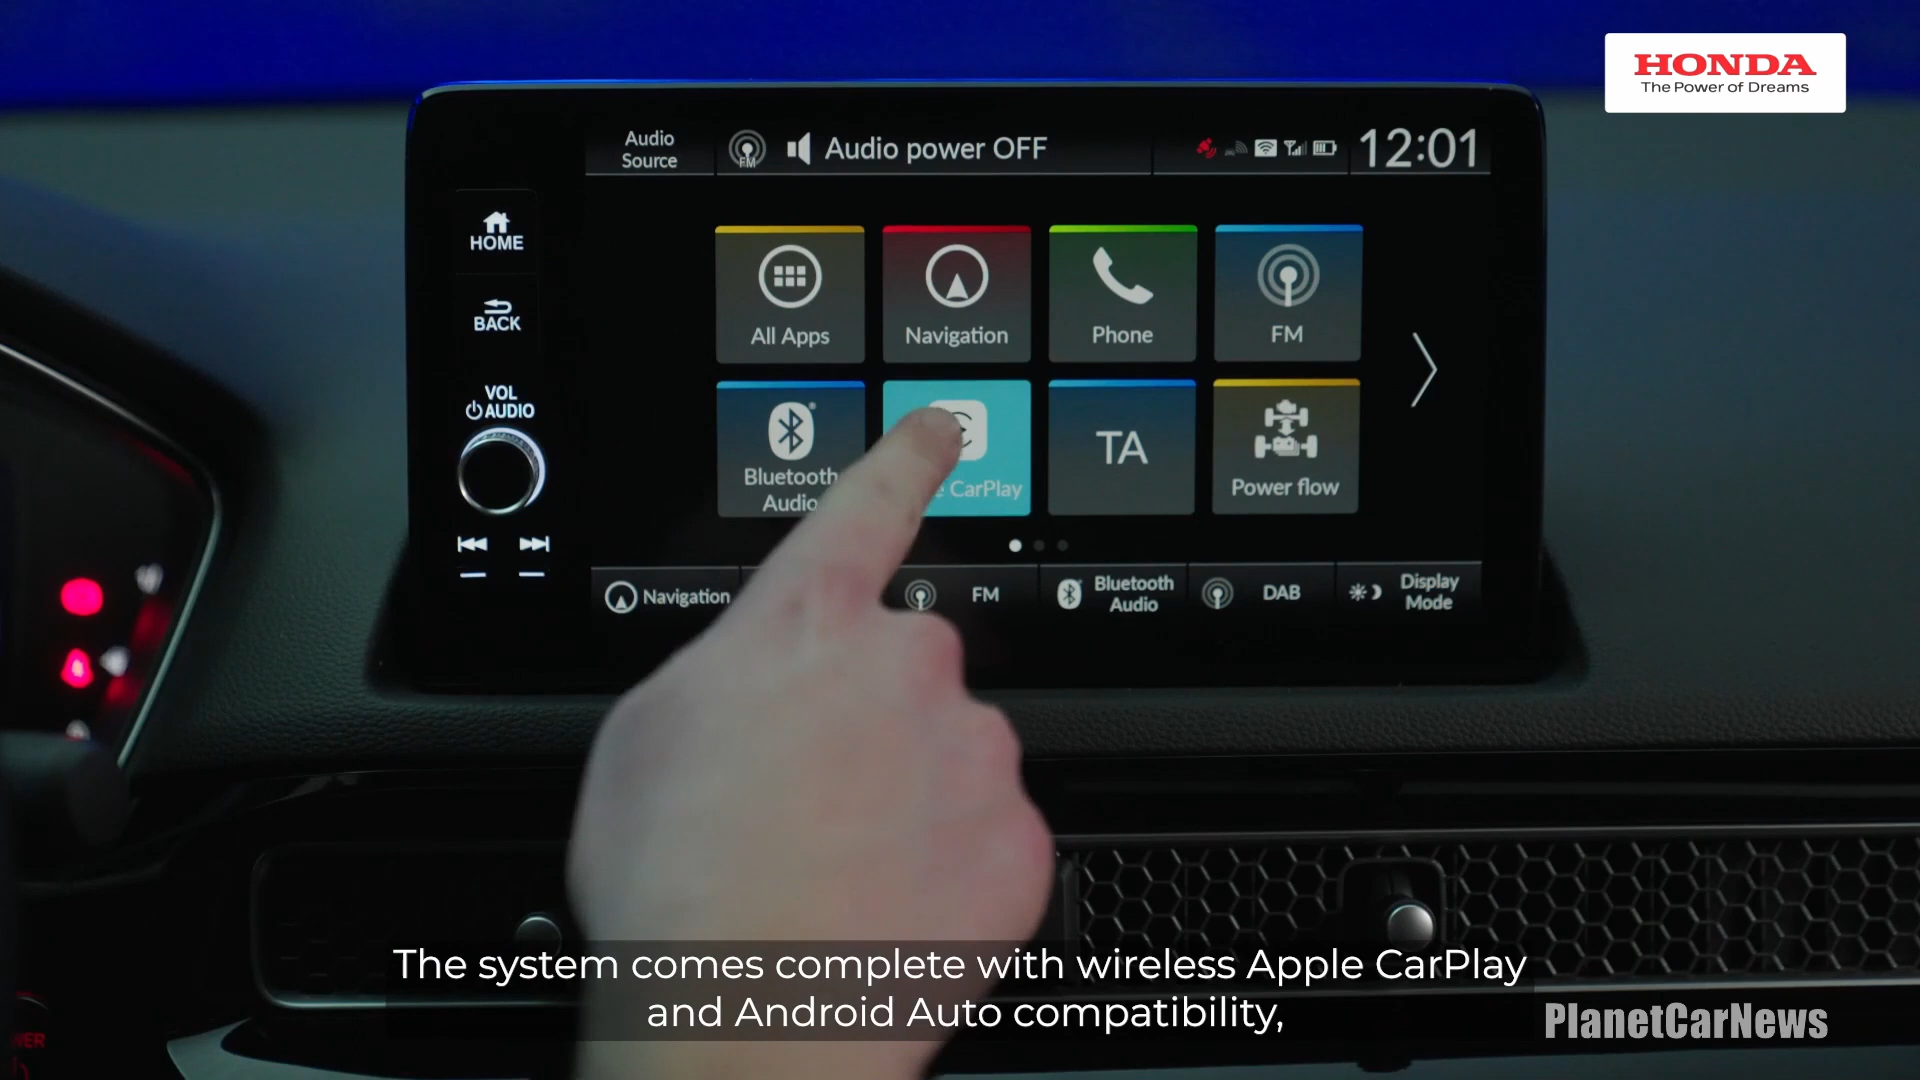 HONDA
The Power of Dreams
Audio
Source
FM
Audio power OFF
12:01
HOME
BACK
VOL
AUDIO
All Apps
Navigation
Phone
FM
Bluetooth
Audio
CarPlay
TA
Power flow
Navigation
FM
Bluetooth
Audio
DAB
Display
Mode
The system comes complete with wireless Apple CarPlay
and Android Auto compatibility,
PlanetCarNews